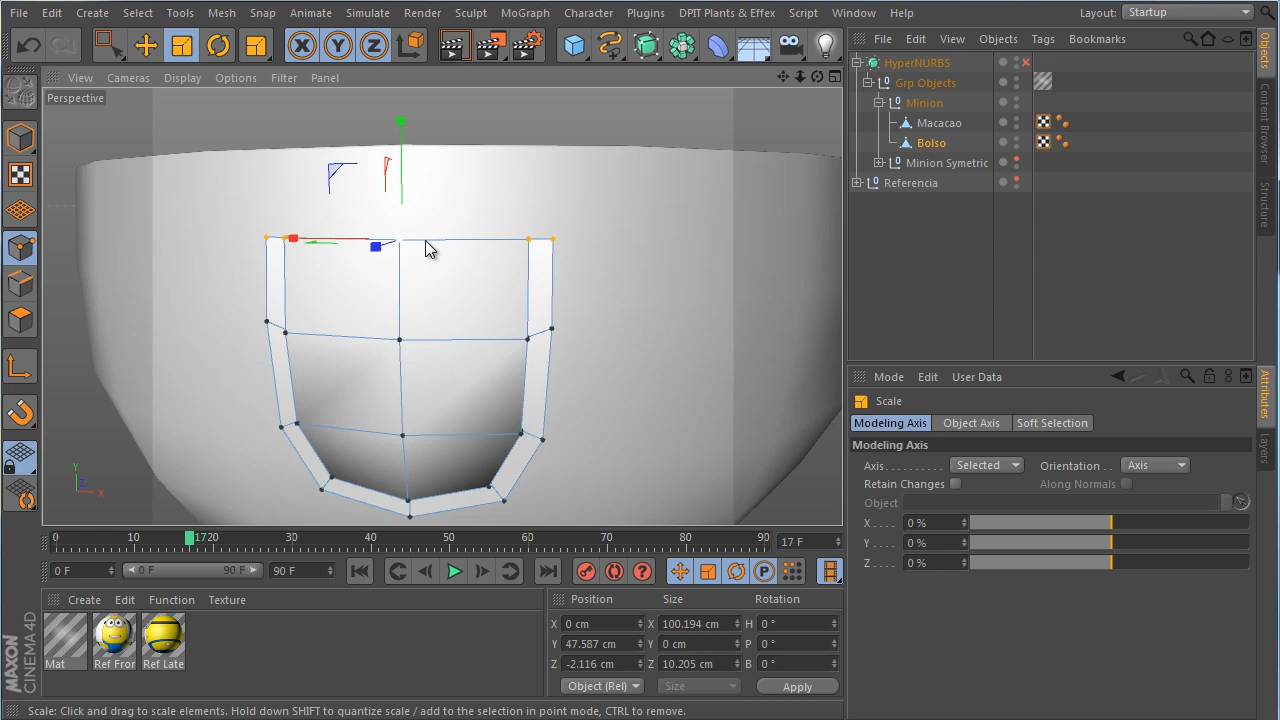 File Edit Create Select Tools Mesh Snap Animate Simulate Render Sculpt MoGraph Character Plugins DPIT Plants & Effex Script Window Help Layout: Startup
X Y Z
File Edit View Objects Tags Bookmarks
View Cameras Display Options Filter Panel
Perspective
HyperNURBS
Grp Objects
Minion
Macacao
Bolso
Minion Symetric
Referencia
Objects
Content Browser
Structure
Y
Z
X
Mode Edit User Data
Scale
Modeling Axis Object Axis Soft Selection
Modeling Axis
Axis.......... Selected Orientation .. Axis
Retain Changes Along Normals
Object
X .... 0 %
Y .... 0 %
Z .... 0 %
Attributes
Layers
0 10 1720 30 40 50 60 70 80 90 17 F
0 F 0 F 90 F 90 F
P
Create Edit Function Texture
Mat Ref Fror Ref Late
Position Size Rotation
X 0 cm X 100.194 cm H 0 °
Y 47.587 cm Y 0 cm P 0 °
Z -2.116 cm Z 10.205 cm B 0 °
Object (Rel) Size Apply
MAXON
CINEMA 4D
Scale: Click and drag to scale elements. Hold down SHIFT to quantize scale / add to the selection in point mode, CTRL to remove.